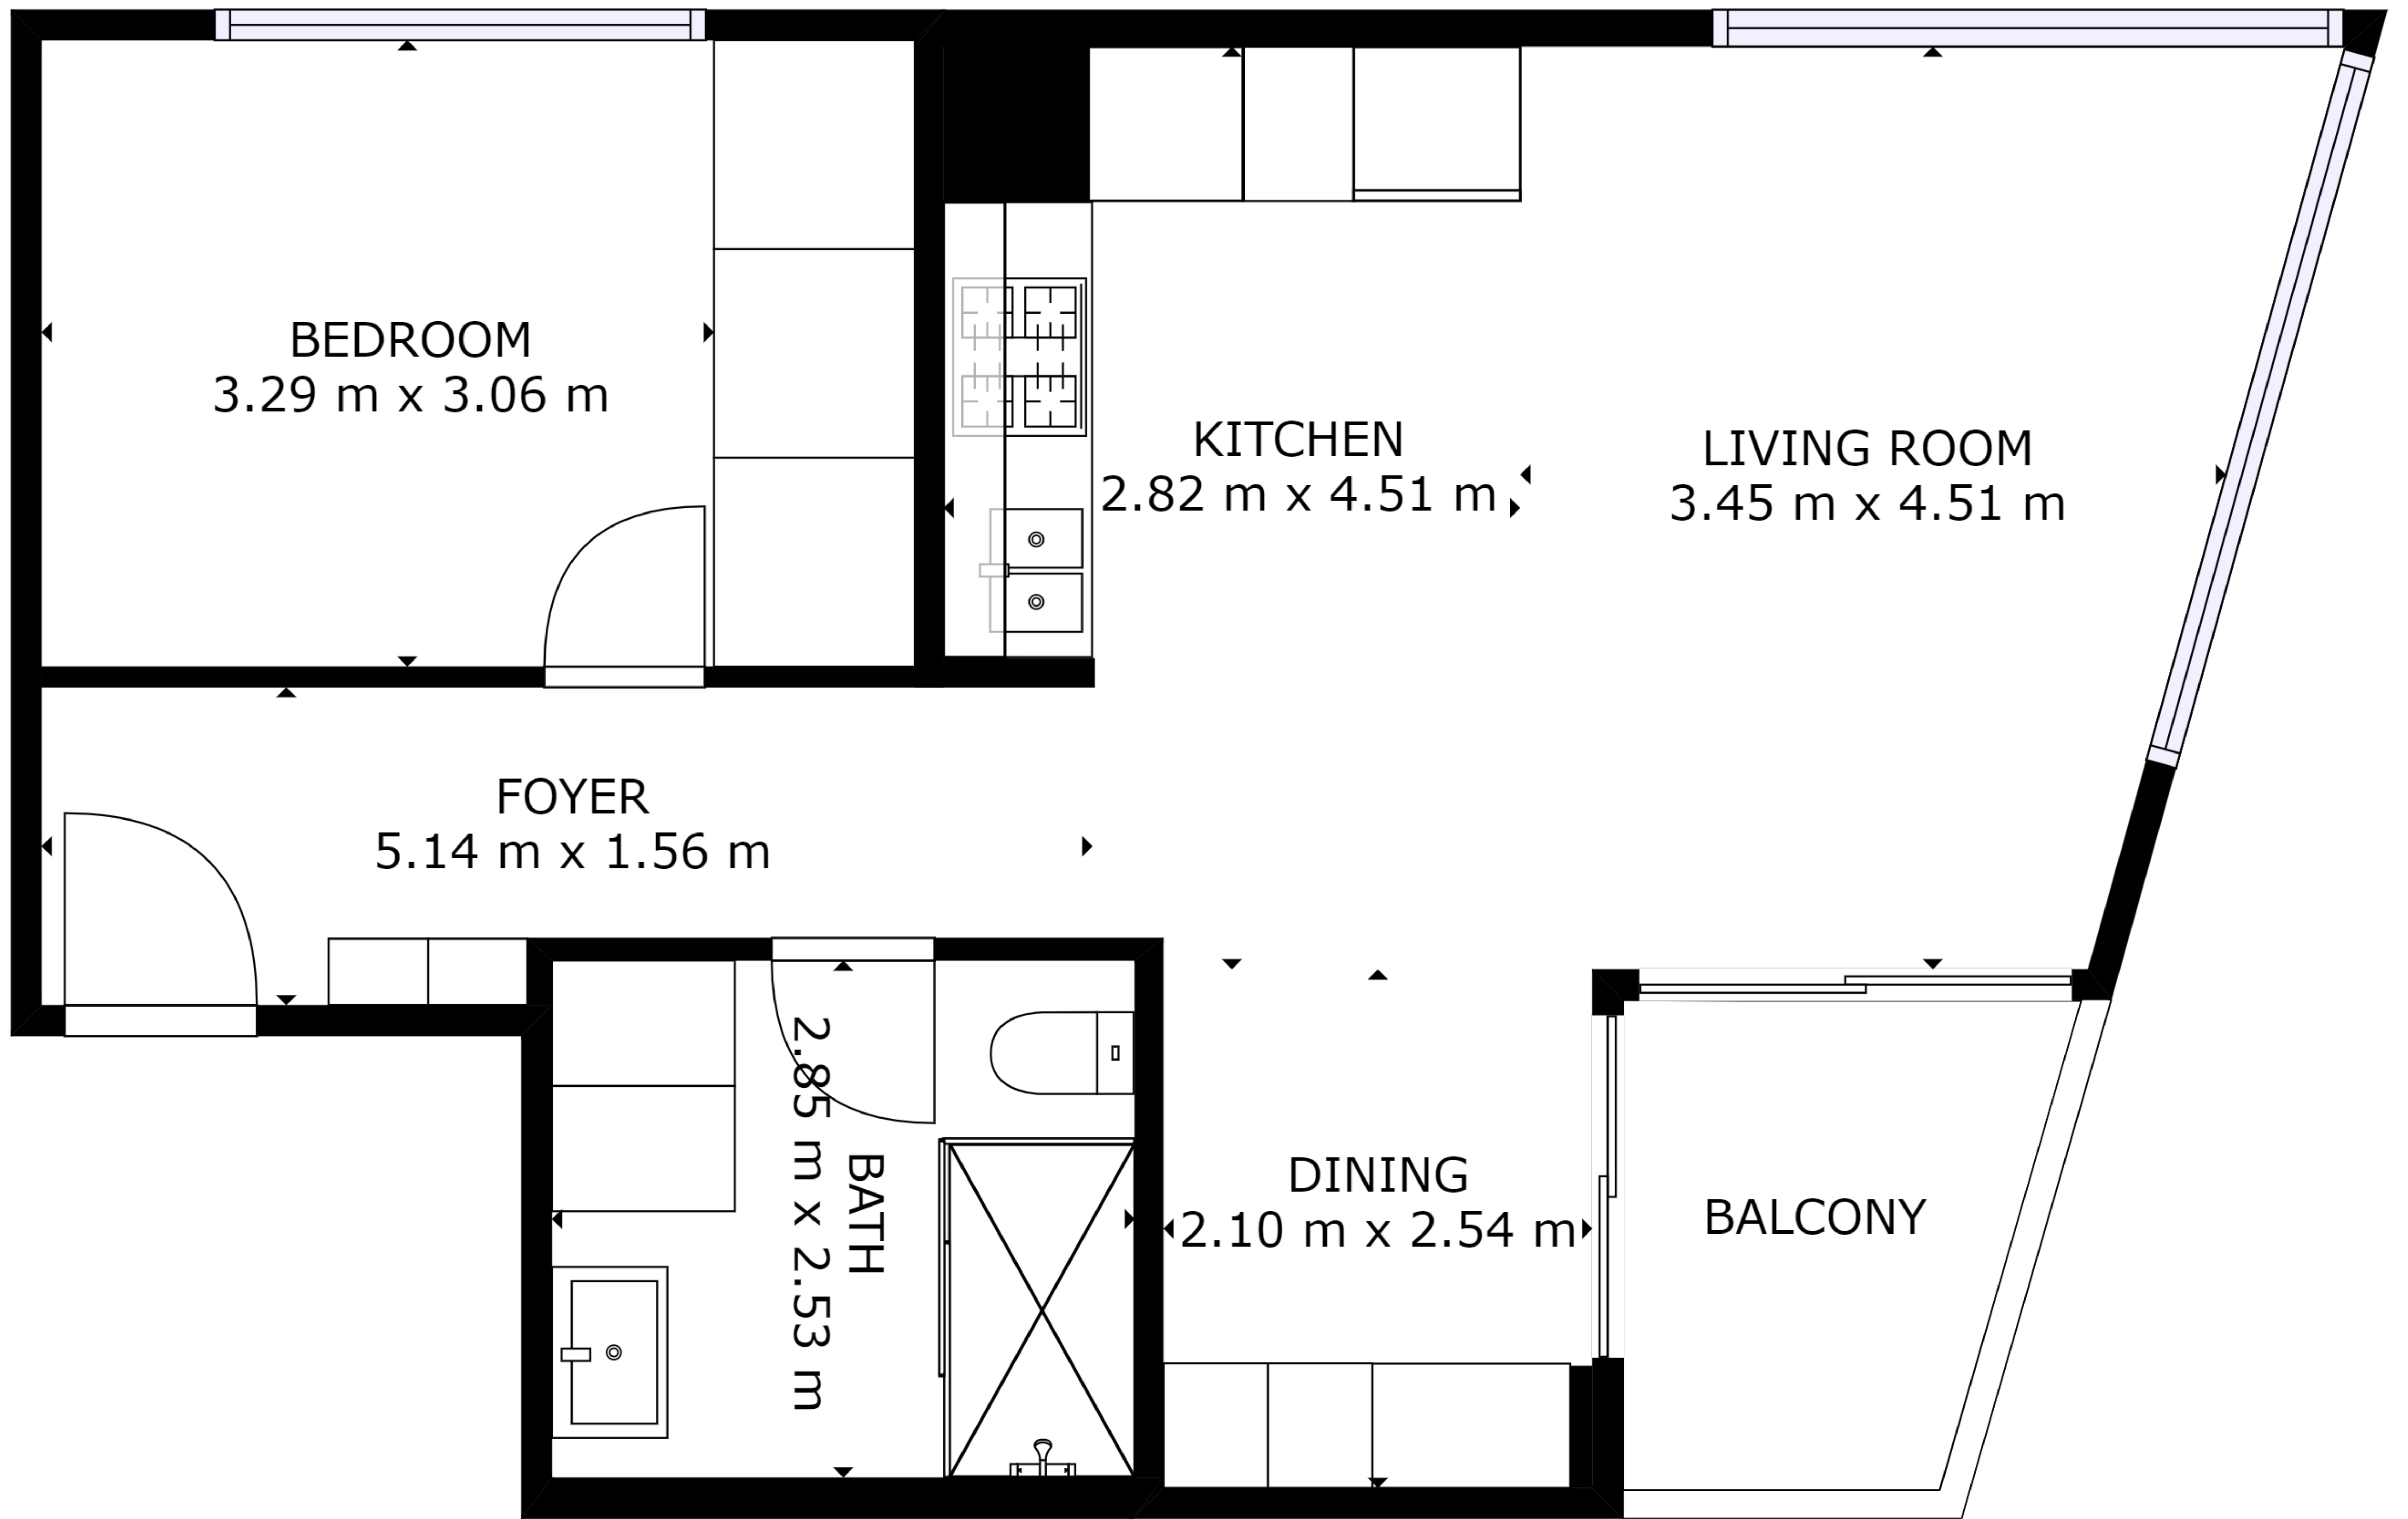 BEDROOM
3.29 m x 3.06 m
KITCHEN
2.82 m x 4.51 m
LIVING ROOM
3.45 m x 4.51 m
FOYER
5.14 m x 1.56 m
BATH
2.85 m x 2.53 m
DINING
2.10 m x 2.54 m
BALCONY